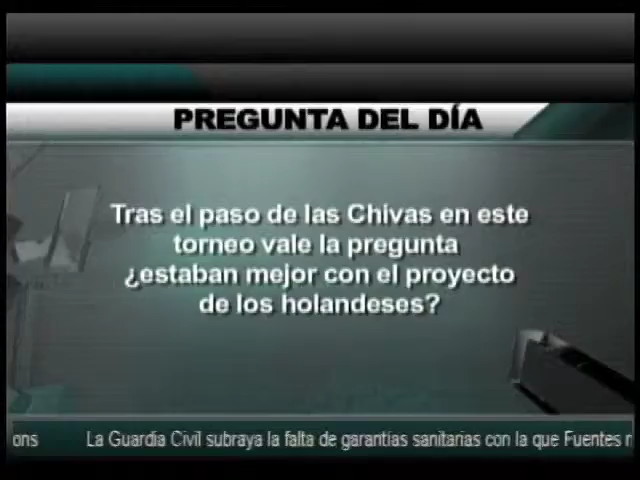 PREGUNTA DEL DÍA
Tras el paso de las Chivas en este
torneo vale la pregunta
¿estaban mejor con el proyecto
de los holandeses?
ons La Guardia Civil subraya la falta de garantías sanitarias con la que Fuentes